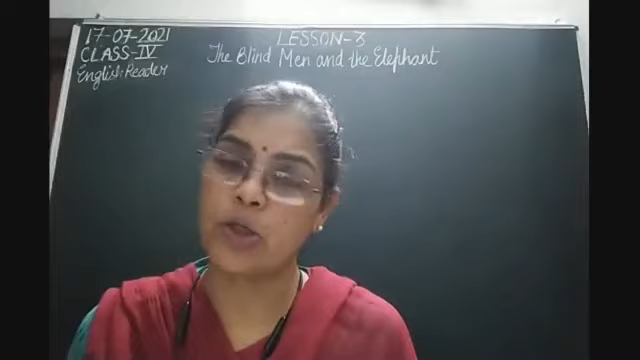 17-07-2021
CLASS-IV
English Reader
LESSON-3
The Blind Men and the Elephant